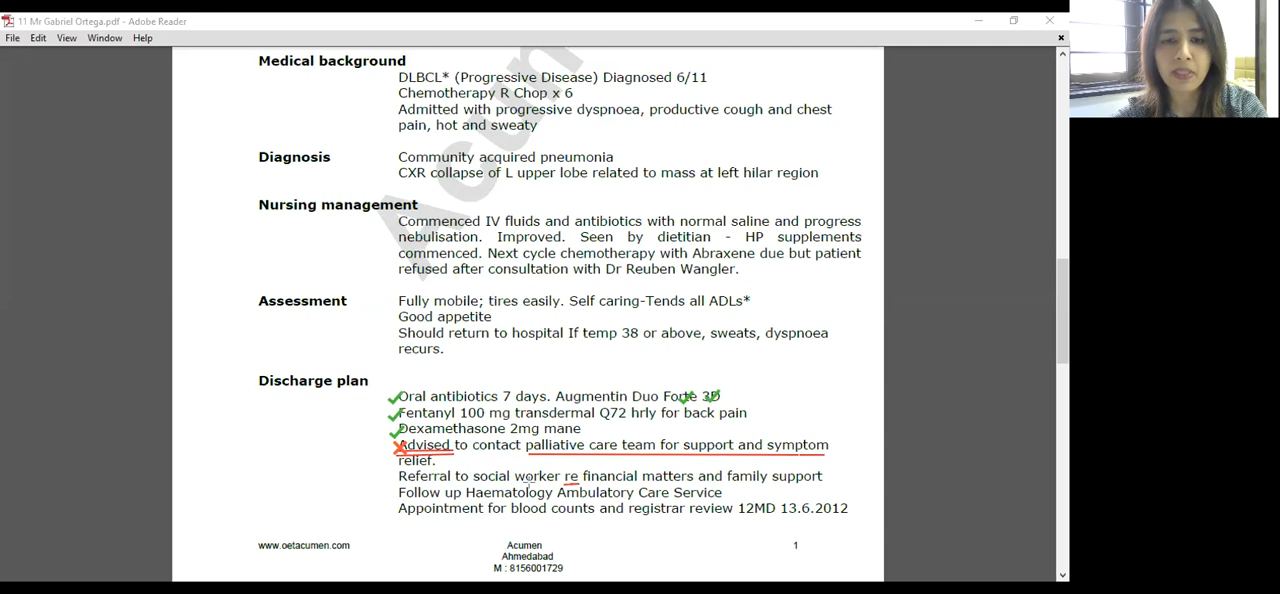 11 Mr Gabriel Ortega.pdf - Adobe Reader
File Edit View Window Help
Medical background
DLBCL* (Progressive Disease) Diagnosed 6/11
Chemotherapy R Chop x 6
Admitted with progressive dyspnoea, productive cough and chest
pain, hot and sweaty
Diagnosis Community acquired pneumonia
CXR collapse of L upper lobe related to mass at left hilar region
Nursing management
Commenced IV fluids and antibiotics with normal saline and progress
nebulisation. Improved. Seen by dietitian - HP supplements
commenced. Next cycle chemotherapy with Abraxene due but patient
refused after consultation with Dr Reuben Wangler.
Assessment Fully mobile; tires easily. Self caring-Tends all ADLs*
Good appetite
Should return to hospital If temp 38 or above, sweats, dyspnoea
recurs.
Discharge plan
Oral antibiotics 7 days. Augmentin Duo Forte 3D
Fentanyl 100 mg transdermal Q72 hrly for back pain
Dexamethasone 2mg mane
Advised to contact palliative care team for support and symptom
relief.
Referral to social worker re financial matters and family support
Follow up Haematology Ambulatory Care Service
Appointment for blood counts and registrar review 12MD 13.6.2012
www.oetacumen.com Acumen 1
Ahmedabad
M : 8156001729
Acum